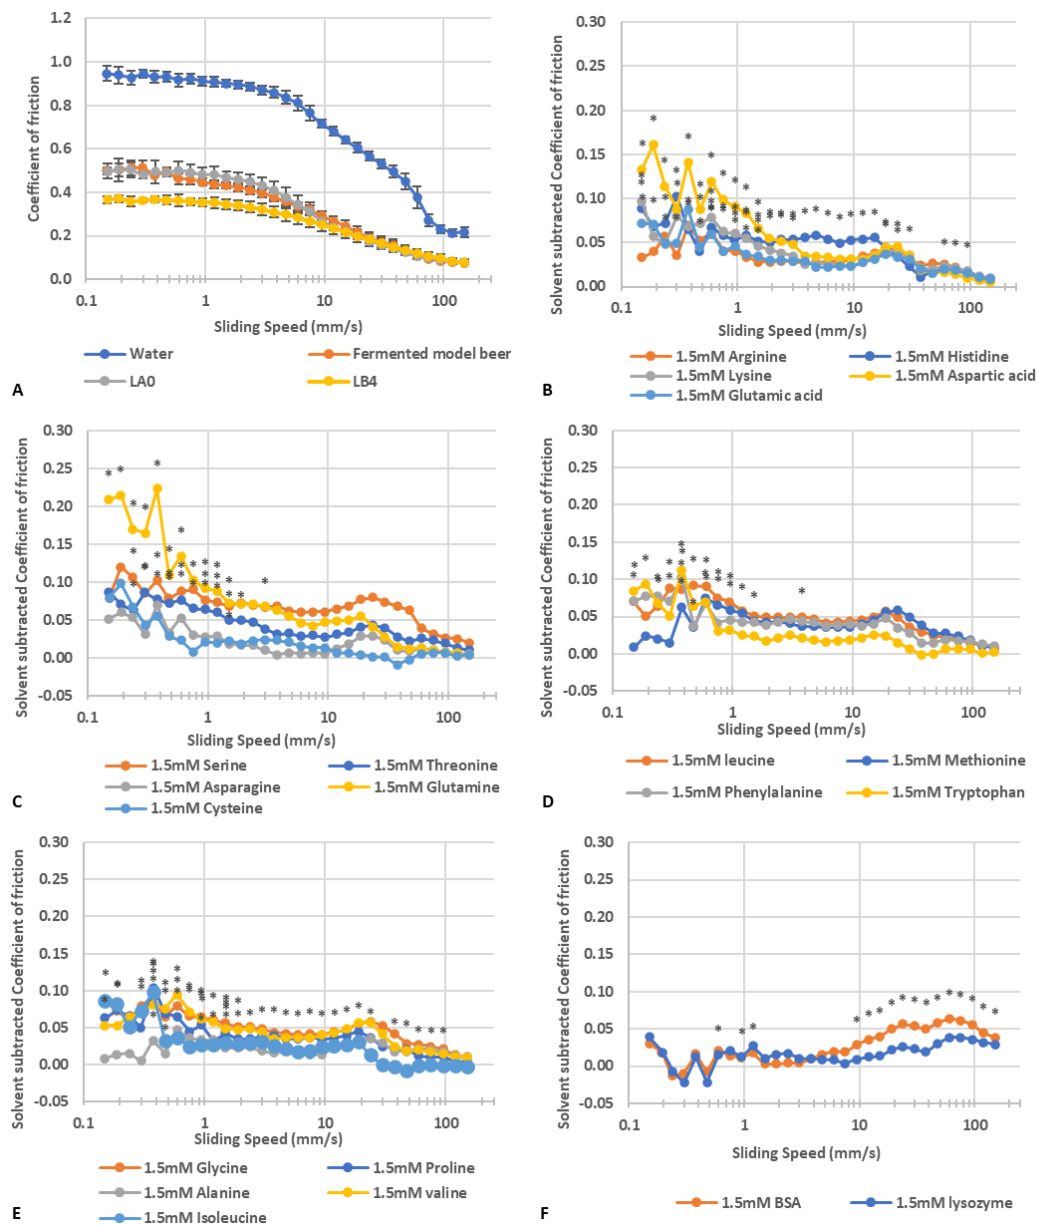 1.2
1.0
0.8
0.6
0.4
0.2
0.0
Coefficient of friction
0.1 1 10 100
Sliding Speed (mm/s)
Water Fermented model beer
LA0 LB4
A
0.30
0.25
0.20
0.15
0.10
0.05
0.00
Solvent subtracted Coefficient of friction
0.1 1 10 100
Sliding Speed (mm/s)
1.5mM Arginine 1.5mM Histidine
1.5mM Lysine 1.5mM Aspartic acid
1.5mM Glutamic acid
B
0.30
0.25
0.20
0.15
0.10
0.05
0.00
-0.05
Solvent subtracted Coefficient of friction
0.1 1 10 100
Sliding Speed (mm/s)
1.5mM Serine 1.5mM Threonine
1.5mM Asparagine 1.5mM Glutamine
1.5mM Cysteine
C
0.30
0.25
0.20
0.15
0.10
0.05
0.00
-0.05
Solvent subtracted Coefficient of friction
0.1 1 10 100
Sliding Speed (mm/s)
1.5mM leucine 1.5mM Methionine
1.5mM Phenylalanine 1.5mM Tryptophan
D
0.30
0.25
0.20
0.15
0.10
0.05
0.00
-0.05
Solvent subtracted Coefficient of friction
0.1 1 10 100
Sliding Speed (mm/s)
1.5mM Glycine 1.5mM Proline
1.5mM Alanine 1.5mM valine
1.5mM Isoleucine
E
0.30
0.25
0.20
0.15
0.10
0.05
0.00
-0.05
Solvent subtracted Coefficient of friction
0.1 1 10 100
Sliding Speed (mm/s)
1.5mM BSA 1.5mM lysozyme
F